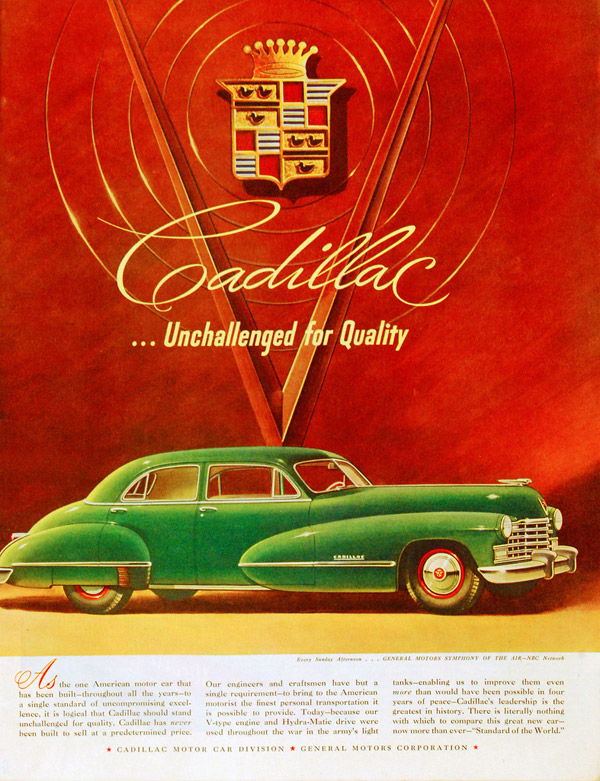 Cadillac
... Unchallenged for Quality
CADILLAC
Every Sunday Afternoon . . . GENERAL MOTORS SYMPHONY OF THE AIR—NBC Network
As the one American motor car that
has been built—throughout all the years—to
a single standard of uncompromising excel-
lence, it is logical that Cadillac should stand
unchallenged for quality. Cadillac has never
been built to sell at a predetermined price.
Our engineers and craftsmen have but a
single requirement—to bring to the American
motorist the finest personal transportation it
is possible to provide. Today—because our
V-type engine and Hydra-Matic drive were
used throughout the war in the army's light
tanks—enabling us to improve them even
more than would have been possible in four
years of peace—Cadillac's leadership is the
greatest in history. There is literally nothing
with which to compare this great new car—
now more than ever—"Standard of the World."
★ CADILLAC MOTOR CAR DIVISION ★ GENERAL MOTORS CORPORATION ★